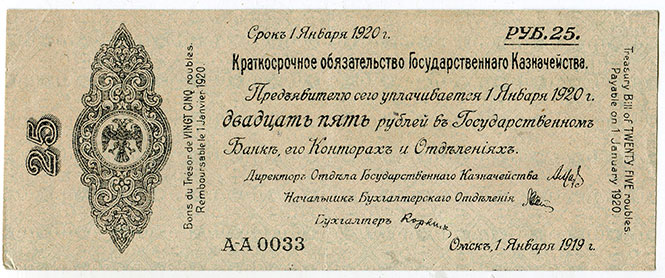 25
Bons du Trésor de VINGT CINQ roubles.
Remboursable le 1 Janvier 1920.
Срокъ 1 Января 1920 г.
РУБ. 25.
Краткосрочное обязательство Государственнаго Казначейства.
Предъявителю сего уплачивается 1 Января 1920 г.
двадцать пять рублей въ Государственномъ
Банкѣ, его Конторахъ и Отдѣленіяхъ.
Директоръ Отдѣла Государственнаго Казначейства
Начальникъ Бухгалтерскаго Отдѣленія
Бухгалтеръ
А-А 0033
Омскъ, 1 Января 1919 г.
Treasury Bill of TWENTY FIVE roubles.
Payable on 1 January 1920.